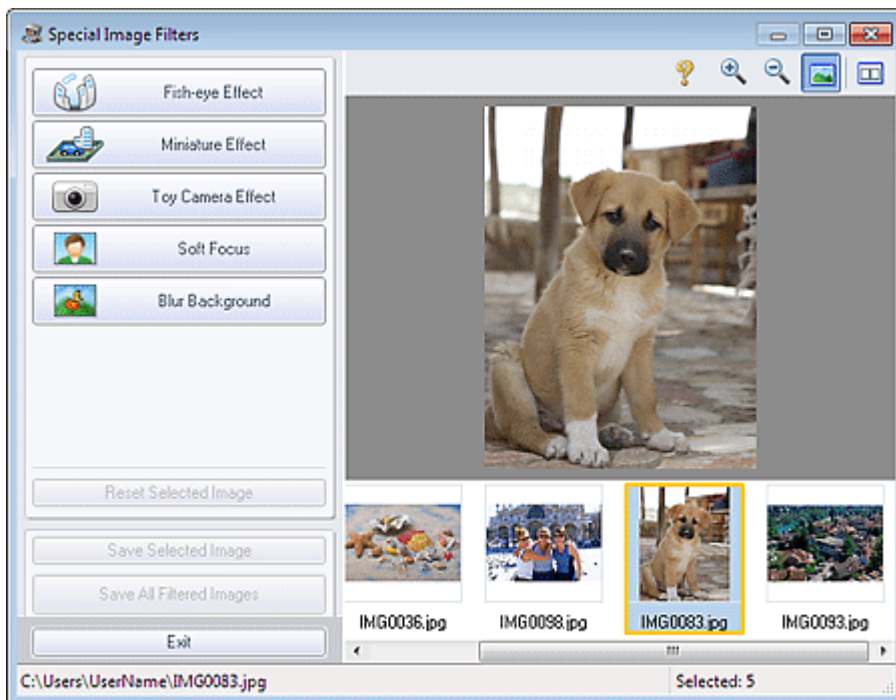 Special Image Filters
Fish-eye Effect
Miniature Effect
Toy Camera Effect
Soft Focus
Blur Background
Reset Selected Image
Save Selected Image
Save All Filtered Images
Exit
IMG0036.jpg
IMG0098.jpg
IMG0083.jpg
IMG0093.jpg
C:\Users\UserName\IMG0083.jpg
Selected: 5